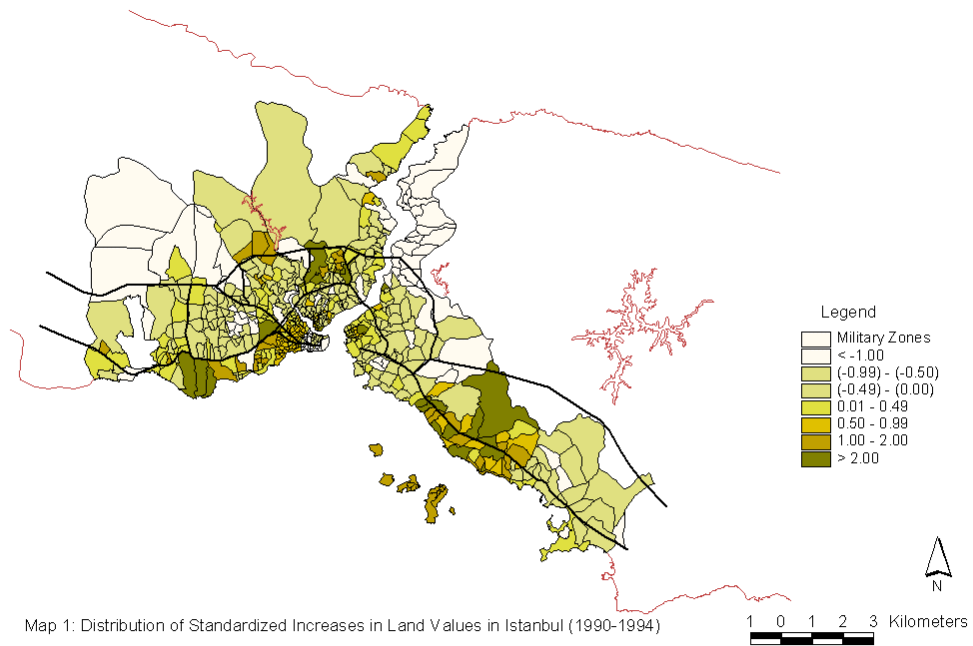 Legend
Military Zones
< -1.00
(-0.99) - (-0.50)
(-0.49) - (0.00)
0.01 - 0.49
0.50 - 0.99
1.00 - 2.00
> 2.00
N
Map 1: Distribution of Standardized Increases in Land Values in Istanbul (1990-1994)
1 0 1 2 3 Kilometers